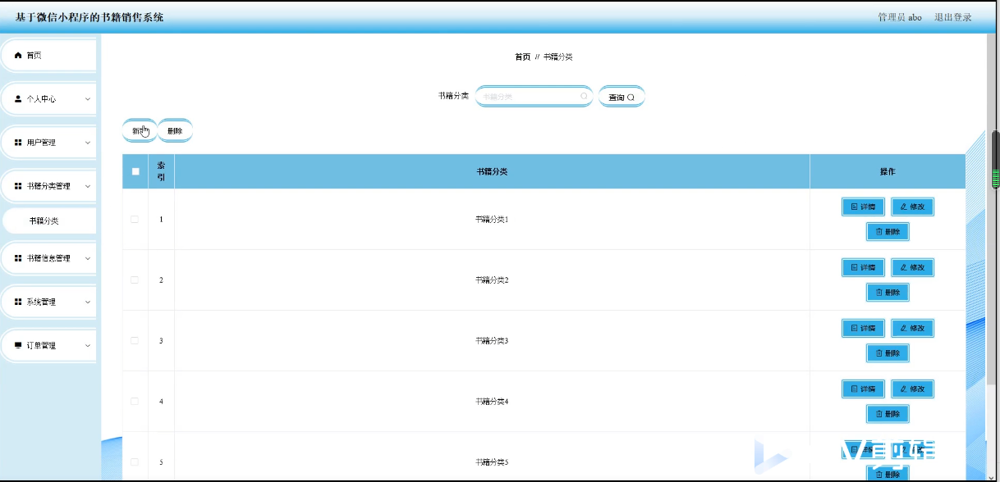 基于微信小程序的书籍销售系统
管理员 abo 退出登录
首页
个人中心
用户管理
书籍分类管理
书籍分类
书籍信息管理
系统管理
订单管理
首页 // 书籍分类
书籍分类 书籍分类 查询
删除
索引 书籍分类 操作
1 书籍分类1 详情 修改
删除
2 书籍分类2 详情 修改
删除
3 书籍分类3 详情 修改
删除
4 书籍分类4 详情 修改
删除
5 书籍分类5
删除